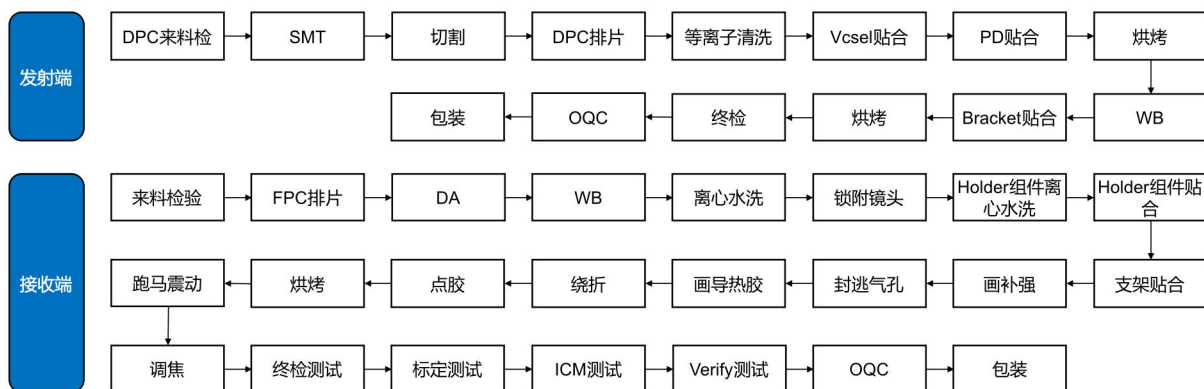 发射端
DPC来料检
SMT
切割
DPC排片
等离子清洗
Vcsel贴合
PD贴合
烘烤
WB
Bracket贴合
烘烤
终检
OQC
包装
接收端
来料检验
FPC排片
DA
WB
离心水洗
锁附镜头
Holder组件离
心水洗
Holder组件贴
合
支架贴合
画补强
封逃气孔
画导热胶
绕折
点胶
烘烤
跑马震动
调焦
终检测试
标定测试
ICM测试
Verify测试
OQC
包装